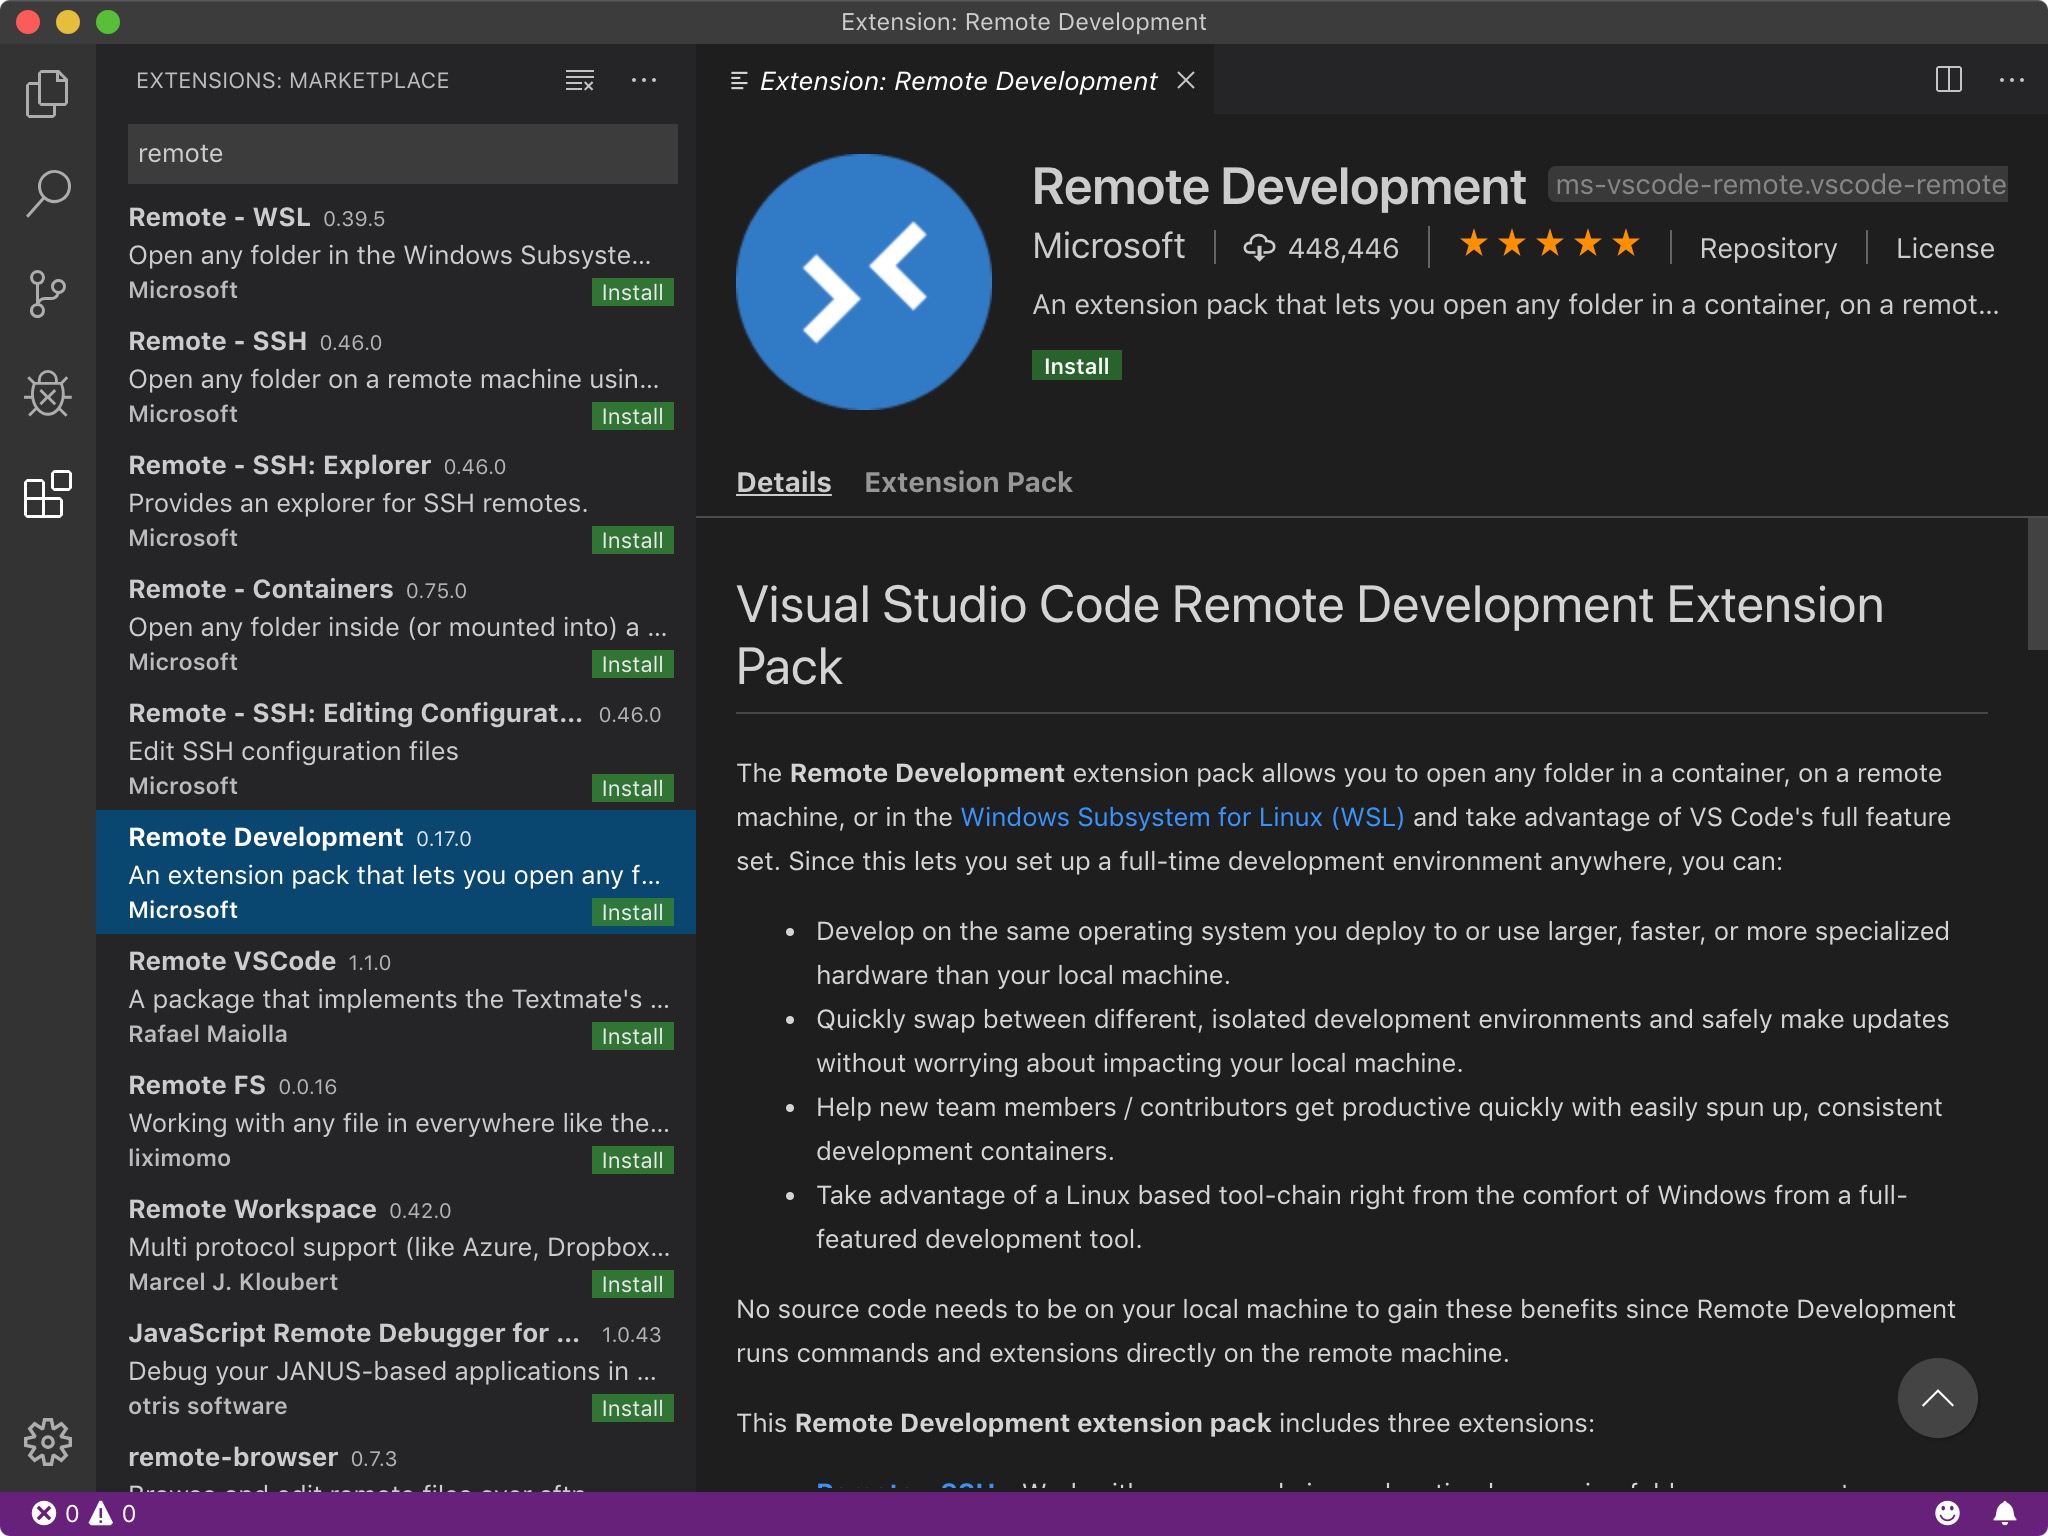 Extension: Remote Development
EXTENSIONS: MARKETPLACE
remote
Remote - WSL 0.39.5
Open any folder in the Windows Subsyste...
Microsoft
Install
Remote - SSH 0.46.0
Open any folder on a remote machine usin...
Microsoft
Install
Remote - SSH: Explorer 0.46.0
Provides an explorer for SSH remotes.
Microsoft
Install
Remote - Containers 0.75.0
Open any folder inside (or mounted into) a ...
Microsoft
Install
Remote - SSH: Editing Configurat... 0.46.0
Edit SSH configuration files
Microsoft
Install
Remote Development 0.17.0
An extension pack that lets you open any f...
Microsoft
Install
Remote VSCode 1.1.0
A package that implements the Textmate's ...
Rafael Maiolla
Install
Remote FS 0.0.16
Working with any file in everywhere like the...
liximomo
Install
Remote Workspace 0.42.0
Multi protocol support (like Azure, Dropbox...
Marcel J. Kloubert
Install
JavaScript Remote Debugger for ... 1.0.43
Debug your JANUS-based applications in ...
otris software
Install
remote-browser 0.7.3
Browse and edit remote files over sftp
Extension: Remote Development
Remote Development ms-vscode-remote.vscode-remote
Microsoft 448,446 Repository License
An extension pack that lets you open any folder in a container, on a remot...
Install
Details Extension Pack
Visual Studio Code Remote Development Extension
Pack
The Remote Development extension pack allows you to open any folder in a container, on a remote
machine, or in the Windows Subsystem for Linux (WSL) and take advantage of VS Code's full feature
set. Since this lets you set up a full-time development environment anywhere, you can:
• Develop on the same operating system you deploy to or use larger, faster, or more specialized
hardware than your local machine.
• Quickly swap between different, isolated development environments and safely make updates
without worrying about impacting your local machine.
• Help new team members / contributors get productive quickly with easily spun up, consistent
development containers.
• Take advantage of a Linux based tool-chain right from the comfort of Windows from a full-
featured development tool.
No source code needs to be on your local machine to gain these benefits since Remote Development
runs commands and extensions directly on the remote machine.
This Remote Development extension pack includes three extensions:
Remote - SSH
0 0